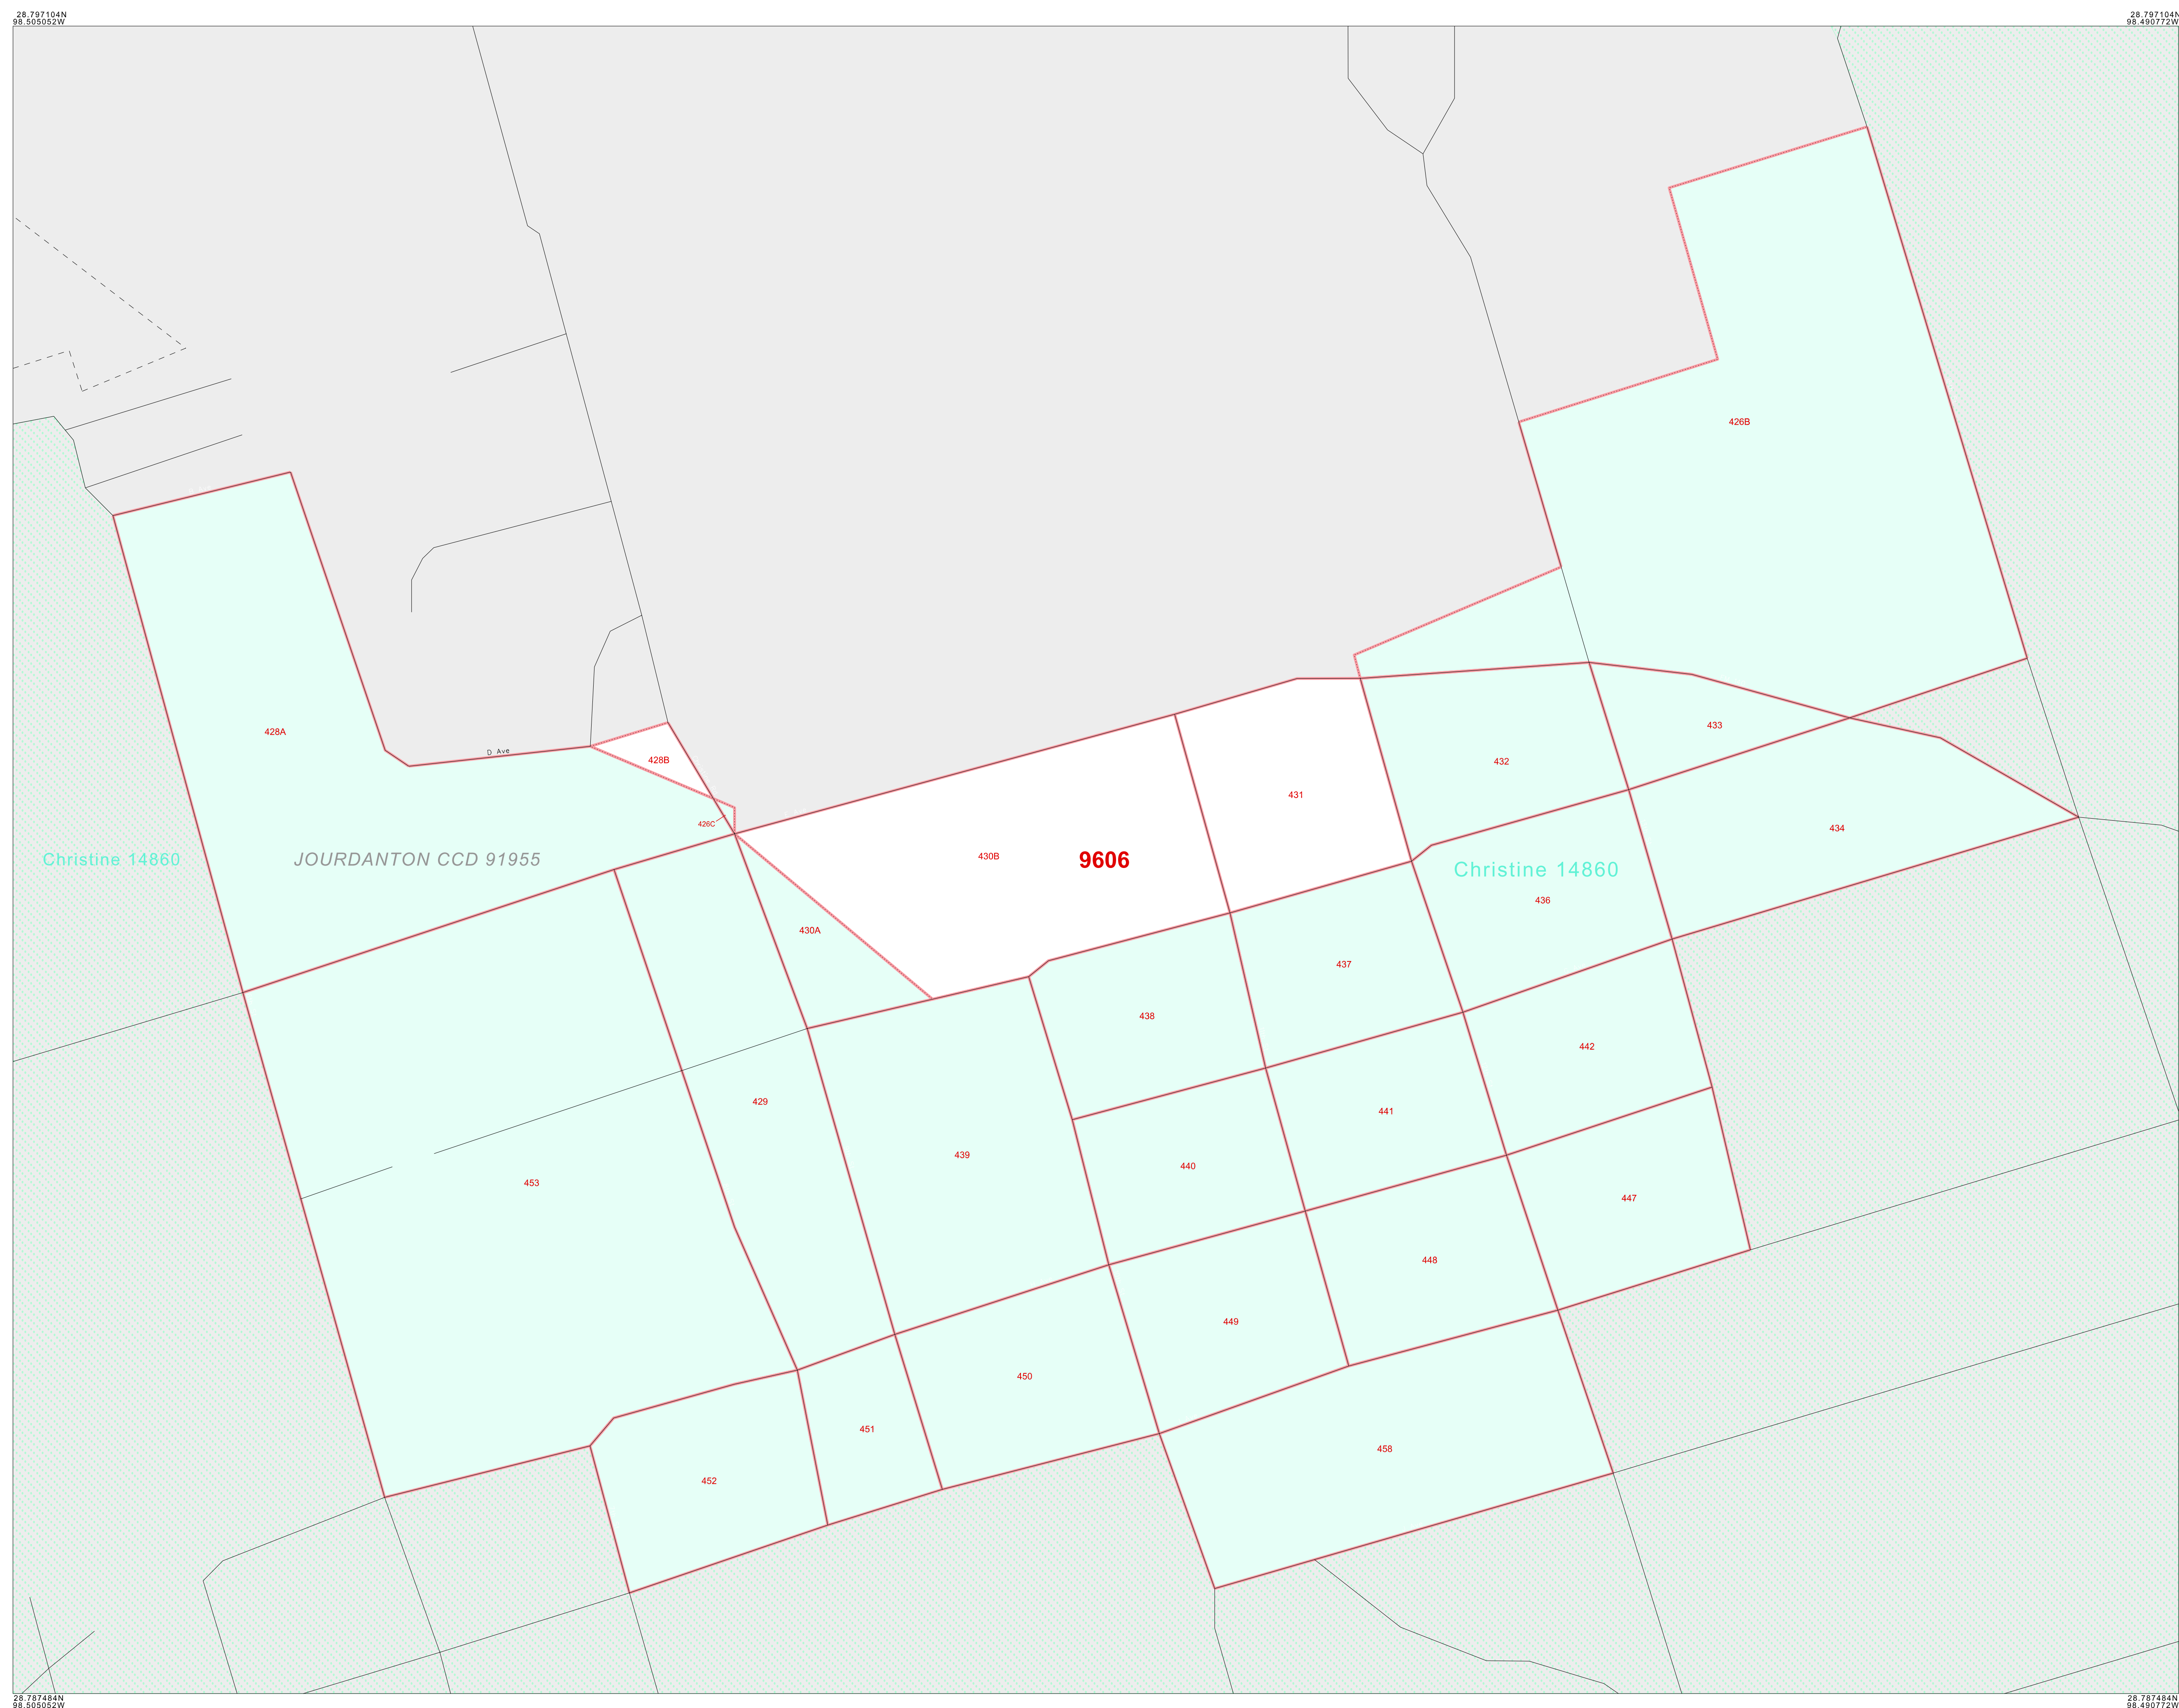 28.797104N
98.505052W
28.797104N
98.490772W
426B
428A
433
D Ave
428B
432
431
426C
434
430B
9606
Christine 14860
JOURDANTON CCD 91955
Christine 14860
436
430A
437
438
442
429
441
439
440
453
447
448
449
450
451
458
452
28.787484N
98.505052W
28.787484N
98.490772W